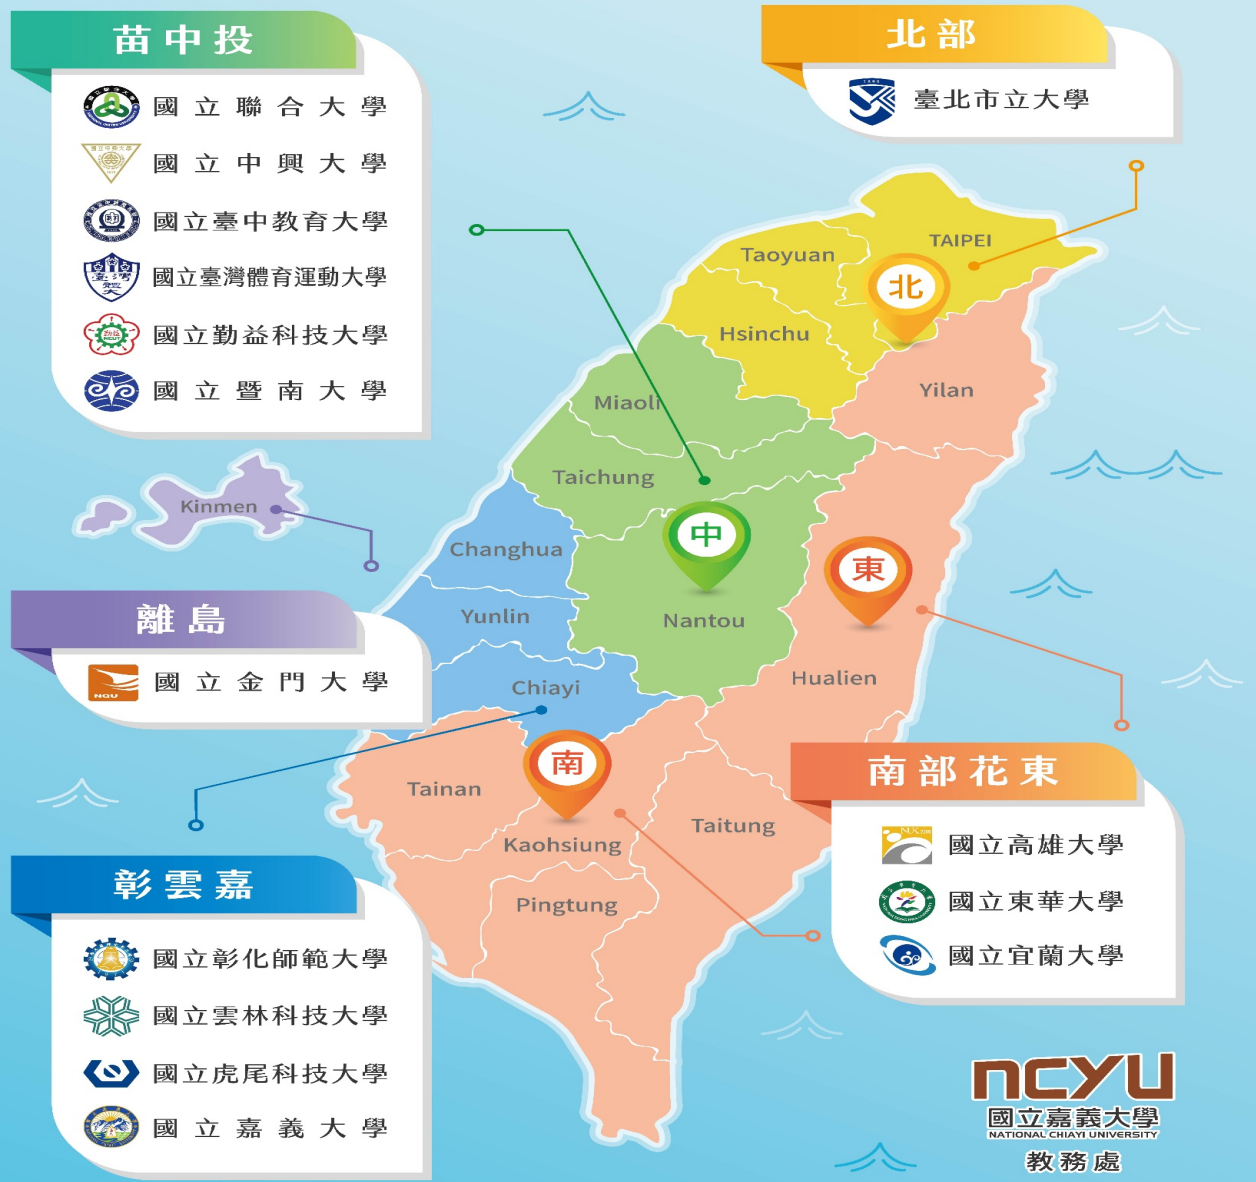 苗中投
國立聯合大學
國立中興大學
國立臺中教育大學
國立臺灣體育運動大學
國立勤益科技大學
國立暨南大學
北部
臺北市立大學
TAIPEI
Taoyuan
北
Hsinchu
Yilan
Miaoli
Taichung
Kinmen
中
Changhua
東
Yunlin
Nantou
Hualien
Chiayi
離島
NQU
國立金門大學
南
Tainan
Kaohsiung
Taitung
Pingtung
南部花東
NUK
國立高雄大學
國立東華大學
國立宜蘭大學
彰雲嘉
國立彰化師範大學
國立雲林科技大學
國立虎尾科技大學
國立嘉義大學
ncyu
國立嘉義大學
NATIONAL CHIAYI UNIVERSITY
教務處